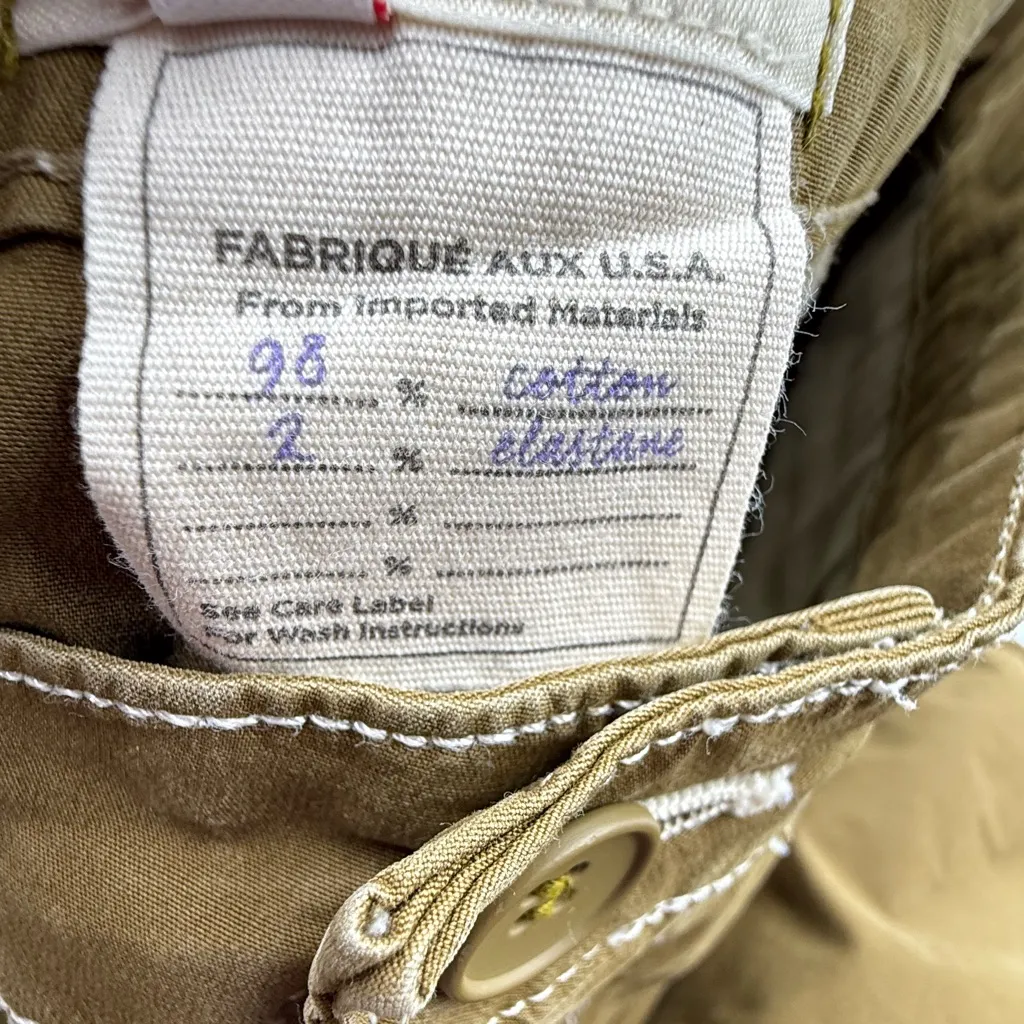 FABRIQUÉ AUX U.S.A.
From Imported Materials
98 % cotton
2 % elastane
%
%
See Care Label
For Wash Instructions